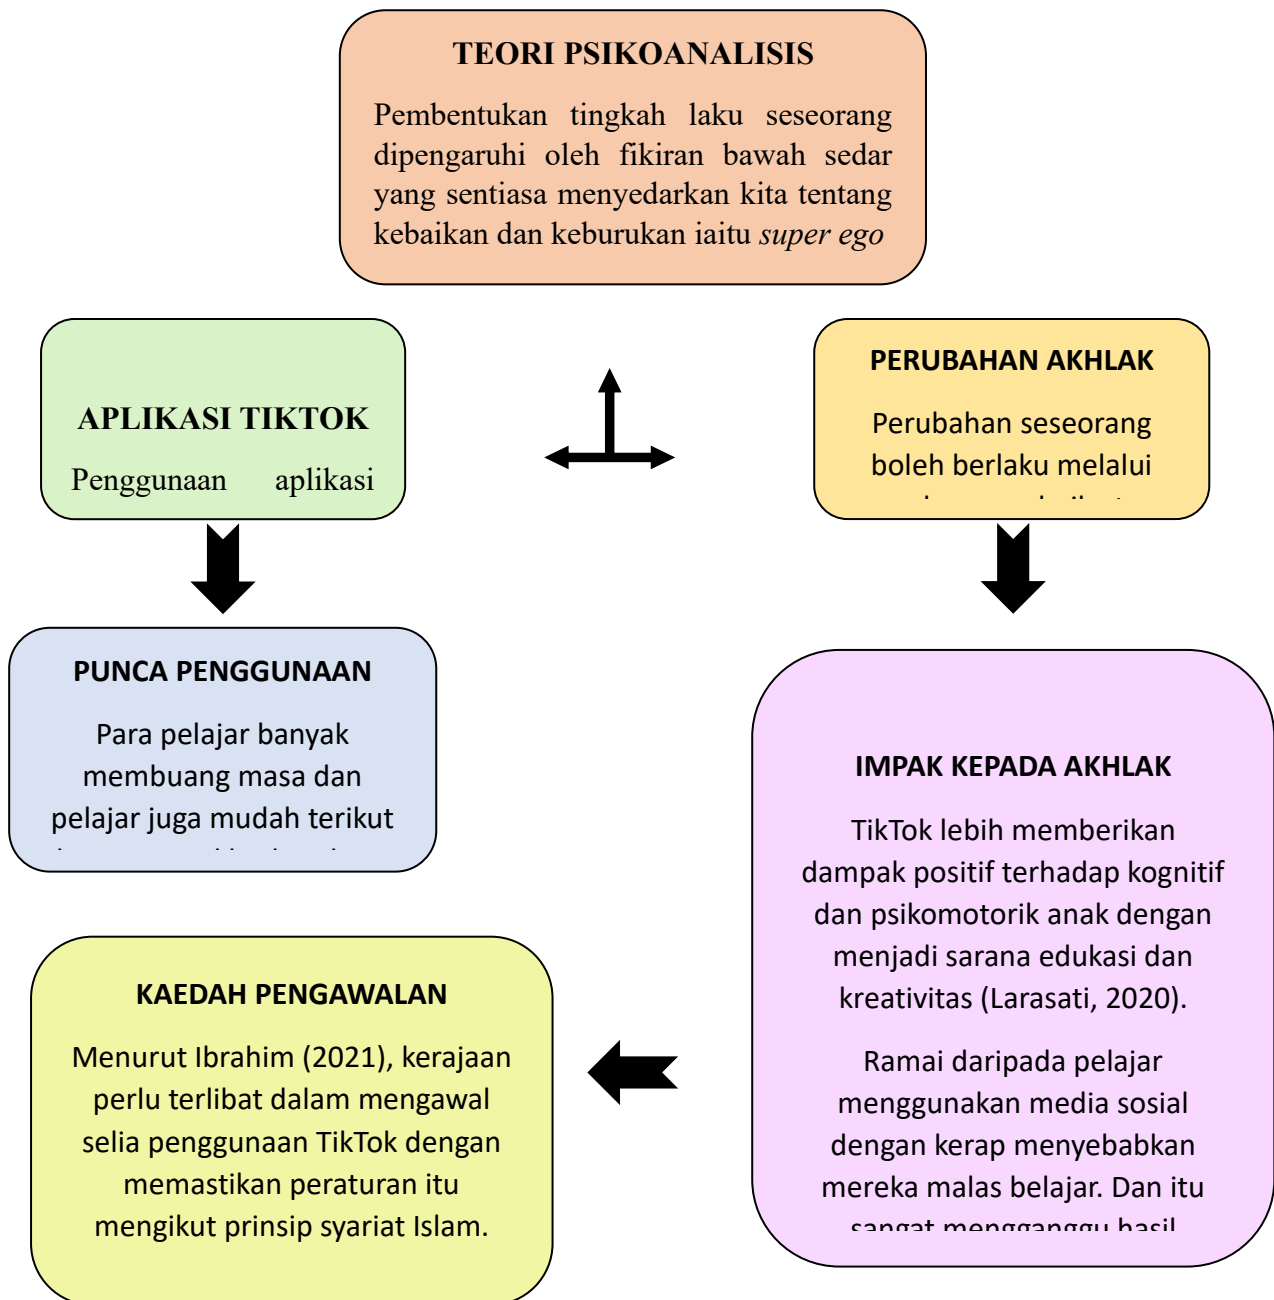 TEORI PSIKOANALISIS
Pembentukan tingkah laku seseorang
dipengaruhi oleh fikiran bawah sedar
yang sentiasa menyedarkan kita tentang
kebaikan dan keburukan iaitu super ego
APLIKASI TIKTOK
Penggunaan aplikasi
PERUBAHAN AKHLAK
Perubahan seseorang
boleh berlaku melalui
PUNCA PENGGUNAAN
Para pelajar banyak
membuang masa dan
pelajar juga mudah terikut
IMPAK KEPADA AKHLAK
TikTok lebih memberikan
dampak positif terhadap kognitif
dan psikomotorik anak dengan
menjadi sarana edukasi dan
kreativitas (Larasati, 2020).
Ramai daripada pelajar
menggunakan media sosial
dengan kerap menyebabkan
mereka malas belajar. Dan itu
sangat mengganggu hasil
KAEDAH PENGAWALAN
Menurut Ibrahim (2021), kerajaan
perlu terlibat dalam mengawal
selia penggunaan TikTok dengan
memastikan peraturan itu
mengikut prinsip syariat Islam.